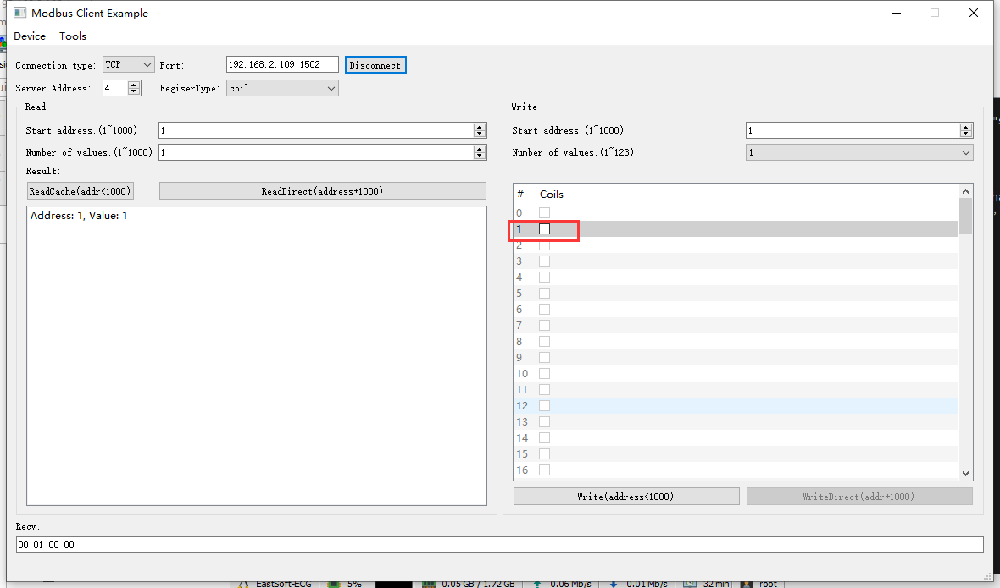 Modbus Client Example
Device Tools
Connection type: TCP Port: 192.168.2.109:1502 Disconnect
Server Address: 4 RegiserType: coil
Read
Start address:(1~1000) 1
Number of values:(1~1000) 1
Result:
ReadCache(addr<1000) ReadDirect(address+1000)
Address: 1, Value: 1
Write
Start address:(1~1000) 1
Number of values:(1~123) 1
# Coils
0
1
2
3
4
5
6
7
8
9
10
11
12
13
14
15
16
Write(address<1000) WriteDirect(addr+1000)
Recv:
00 01 00 00
EastSoft-ECG 5% 0.05 GB / 1.72 GB 0.06 Mb/s 0.01 Mb/s 32 min root